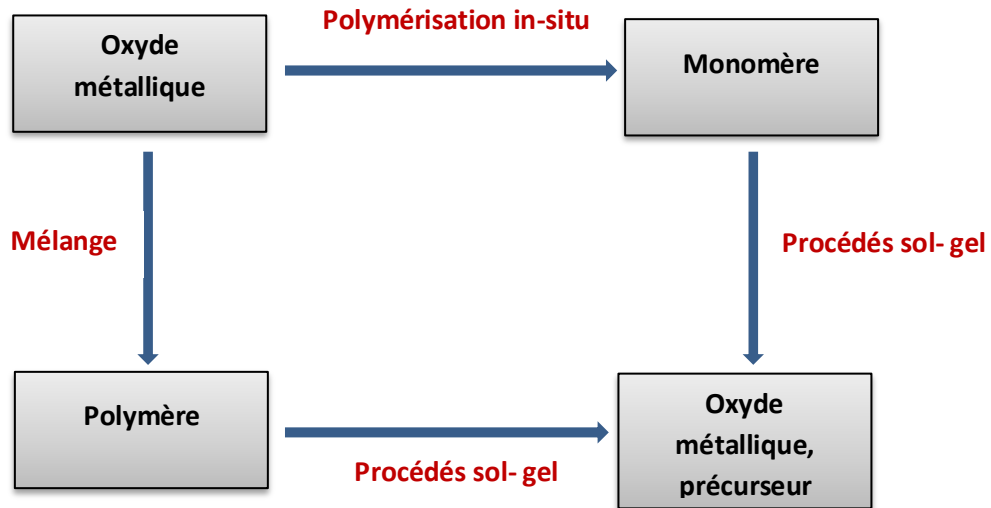 Polymérisation in-situ
Oxyde
métallique
Monomère
Mélange
Procédés sol- gel
Polymère
Oxyde
métallique,
précurseur
Procédés sol- gel